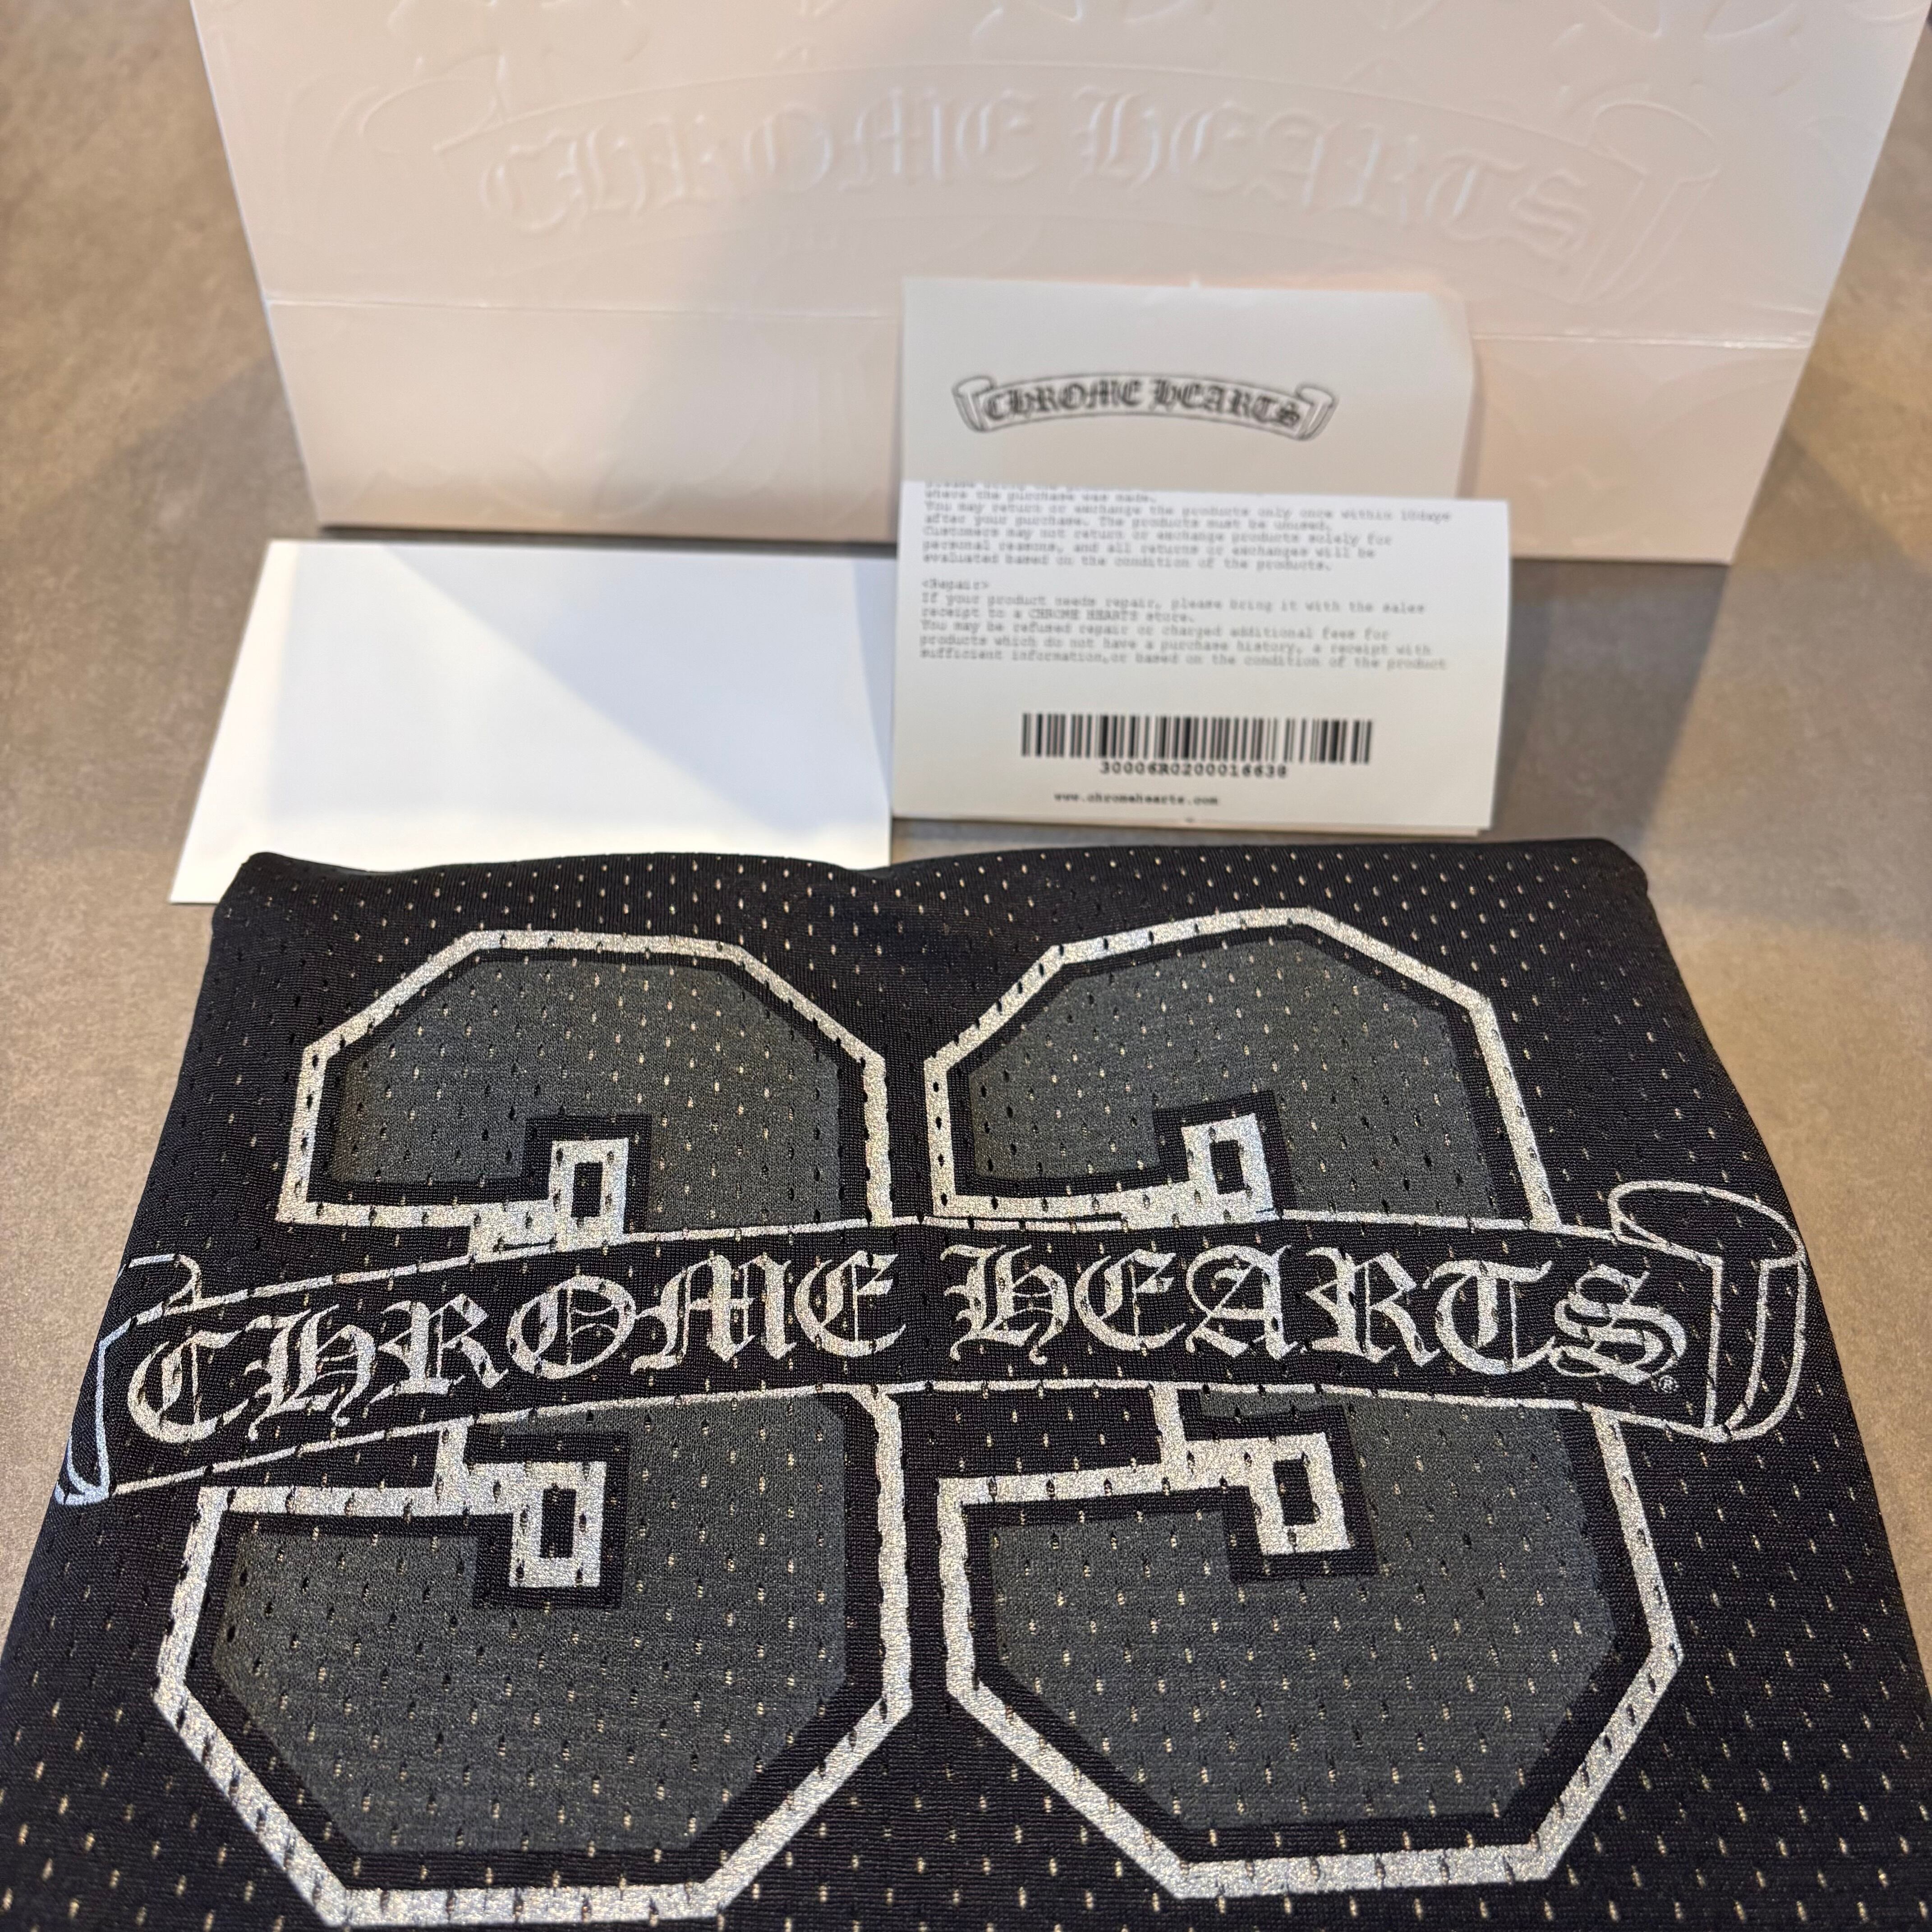 CHROME HEARTS
CHROME HEARTS
where the purchase was made.
You may return or exchange the products only once within 10days
after your purchase. The products must be unused.
Customers may not return or exchange products solely for
personal reasons, and all returns or exchanges will be
evaluated based on the condition of the products.
<Repair>
If your product needs repair, please bring it with the sales
receipt to a CHROME HEARTS store.
You may be refused repair or charged additional fees for
products which do not have a purchase history, a receipt with
sufficient information,or based on the condition of the product
30006R0200016638
www.chromehearts.com
33
CHROME HEARTS®